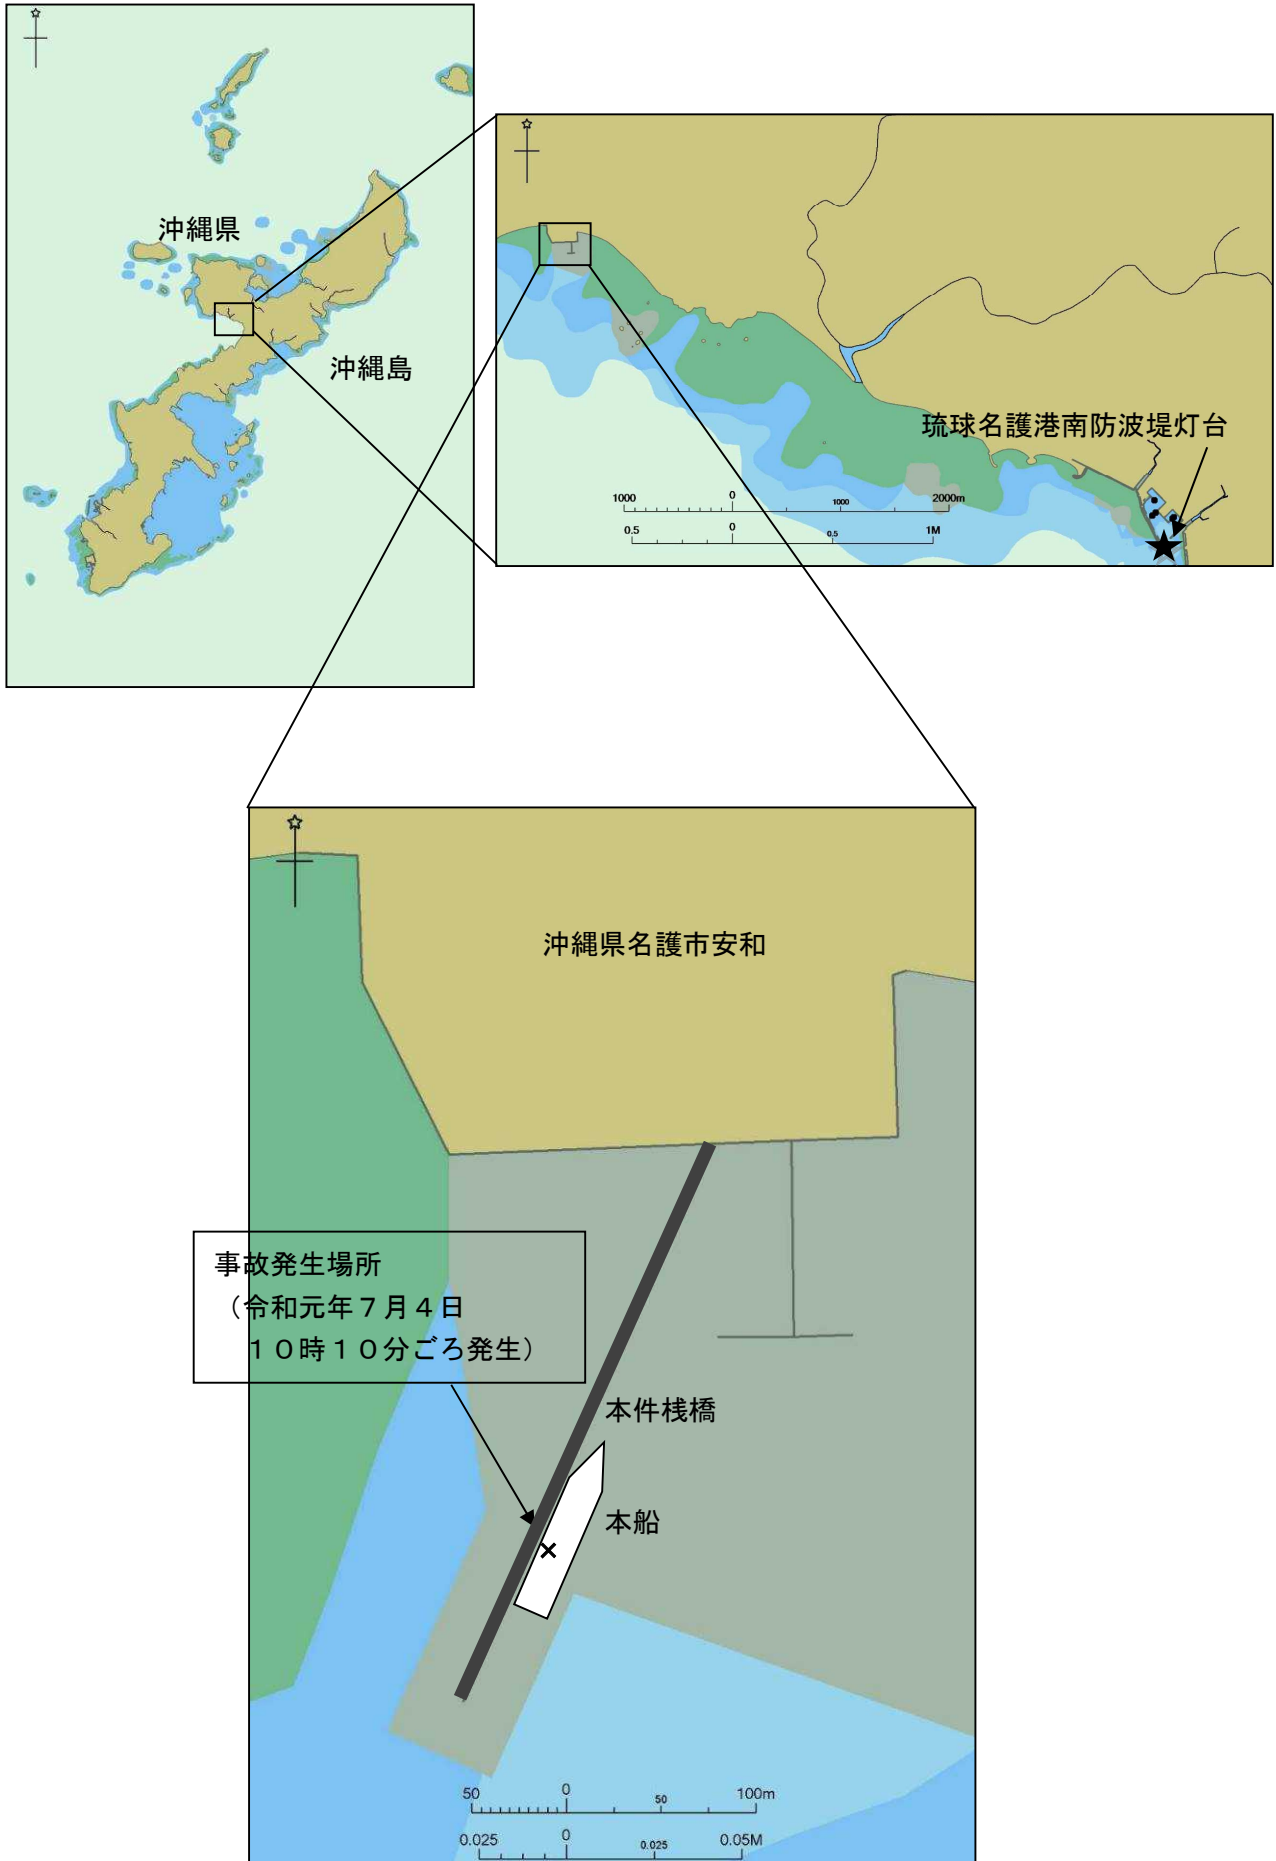 沖縄県
沖縄島
琉球名護港南防波堤灯台
1000 0 1000 2000m
0.5 0 0.5 1M
沖縄県名護市安和
事故発生場所
（令和元年７月４日
１０時１０分ごろ発生）
本件桟橋
本船
50 0 50 100m
0.025 0 0.025 0.05M